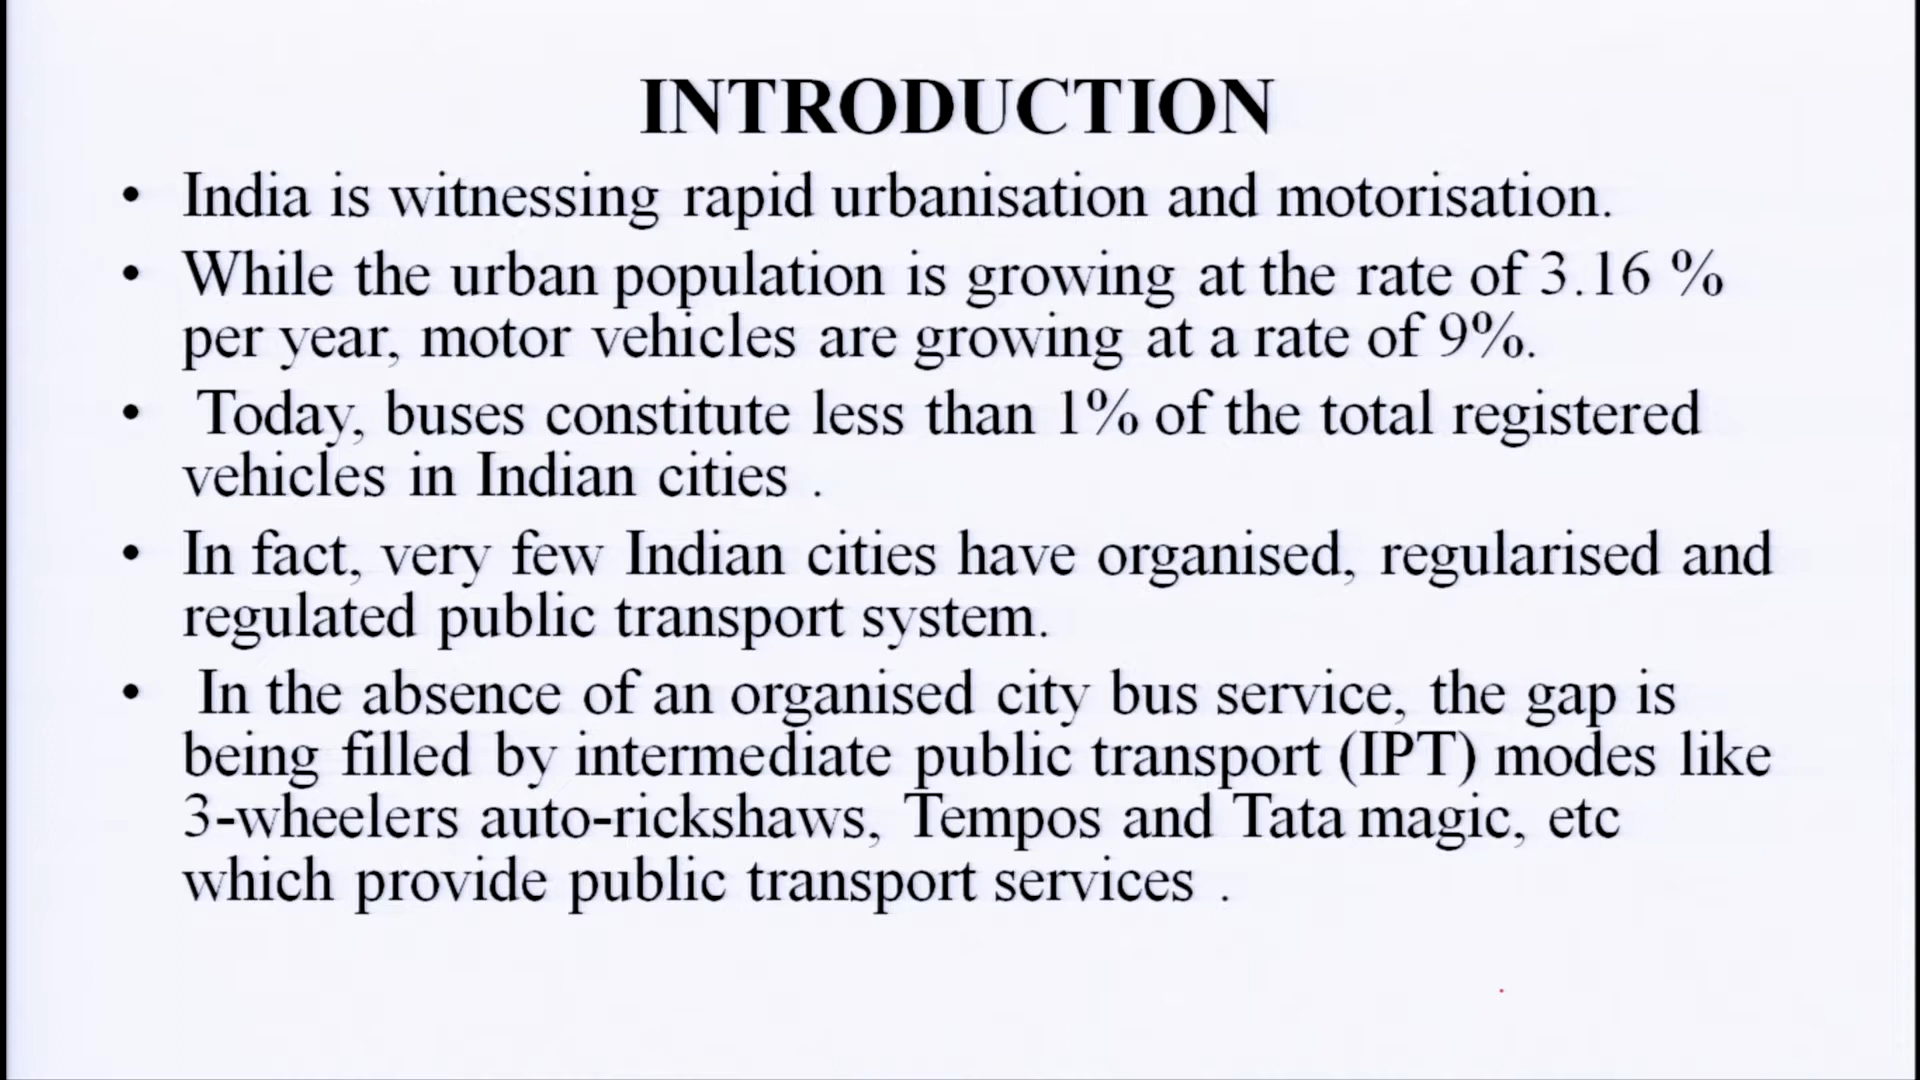 INTRODUCTION
• India is witnessing rapid urbanisation and motorisation.
• While the urban population is growing at the rate of 3.16 %
per year, motor vehicles are growing at a rate of 9%.
• Today, buses constitute less than 1% of the total registered
vehicles in Indian cities .
• In fact, very few Indian cities have organised, regularised and
regulated public transport system.
• In the absence of an organised city bus service, the gap is
being filled by intermediate public transport (IPT) modes like
3-wheelers auto-rickshaws, Tempos and Tata magic, etc
which provide public transport services .